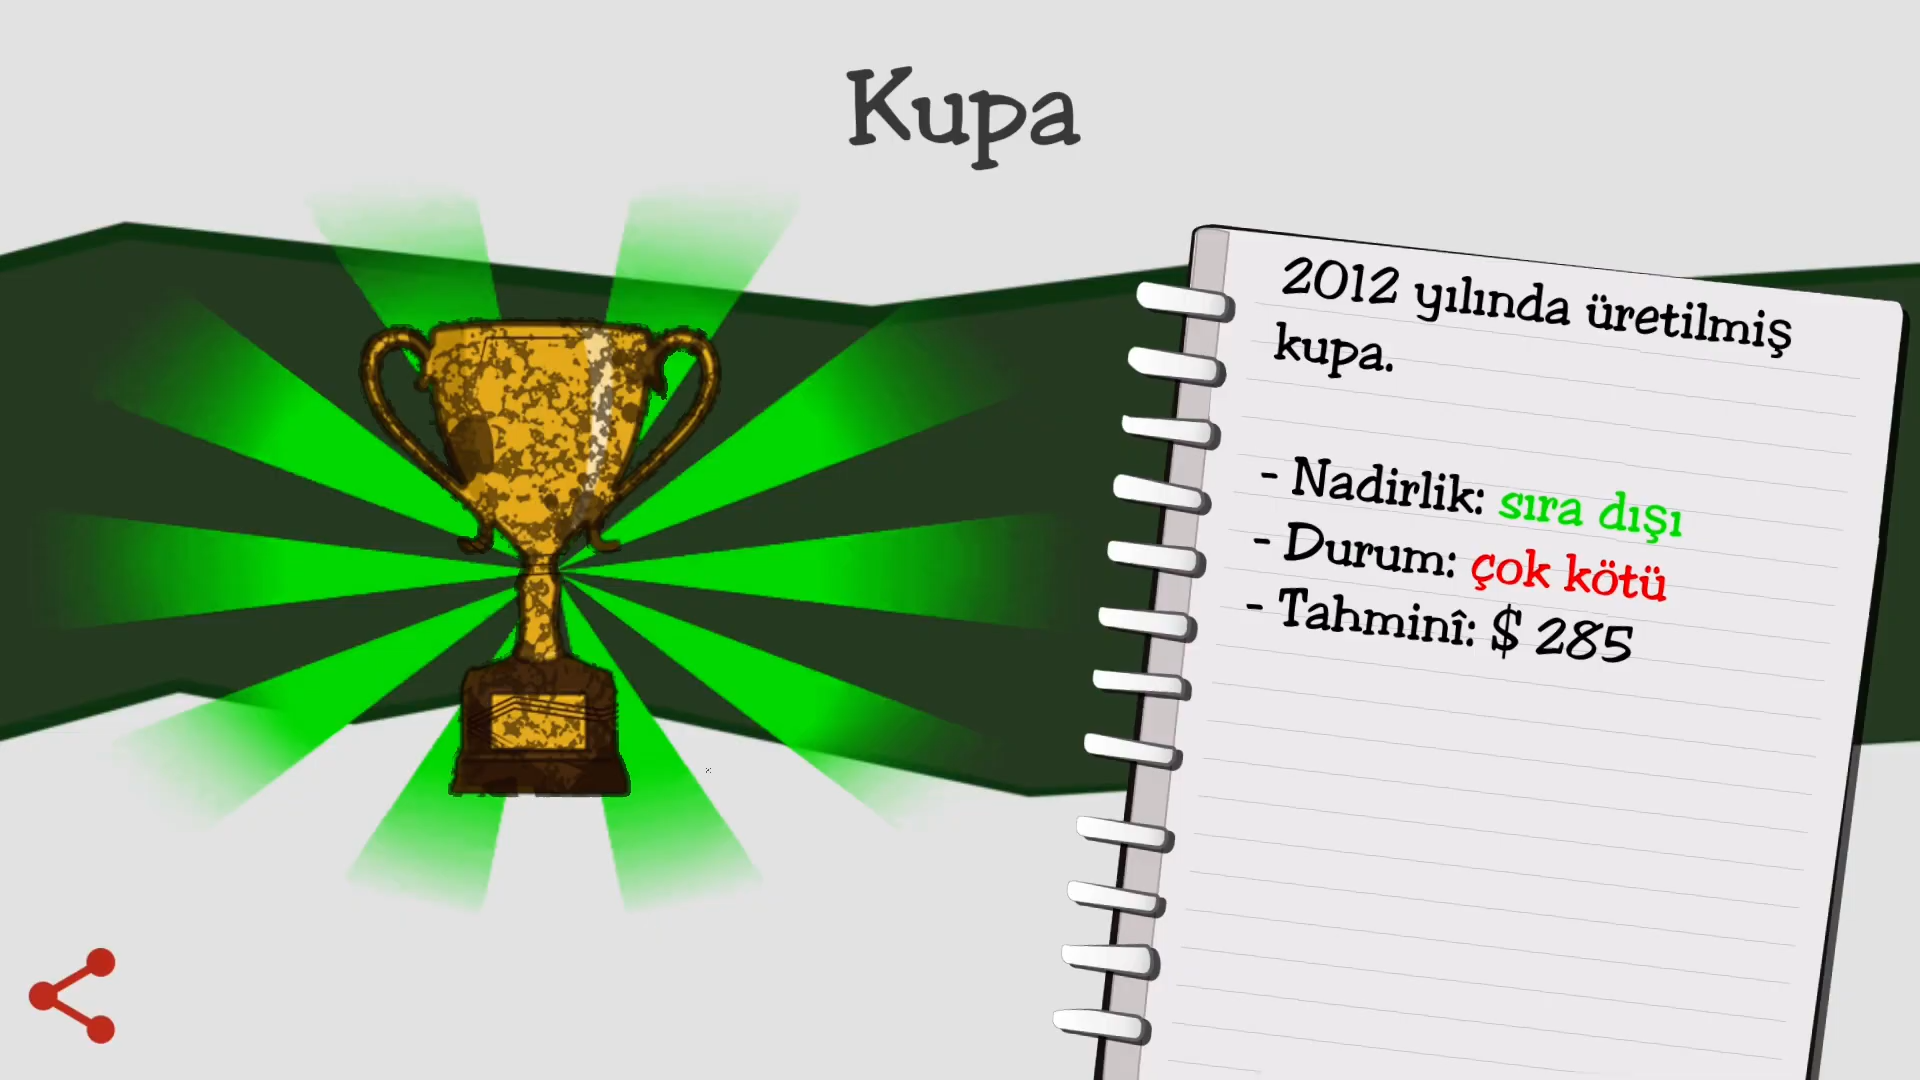 Kupa
2012 yılında üretilmiş
kupa.
- Nadirlik: sıra dışı
- Durum: çok kötü
- Tahminî: $ 285